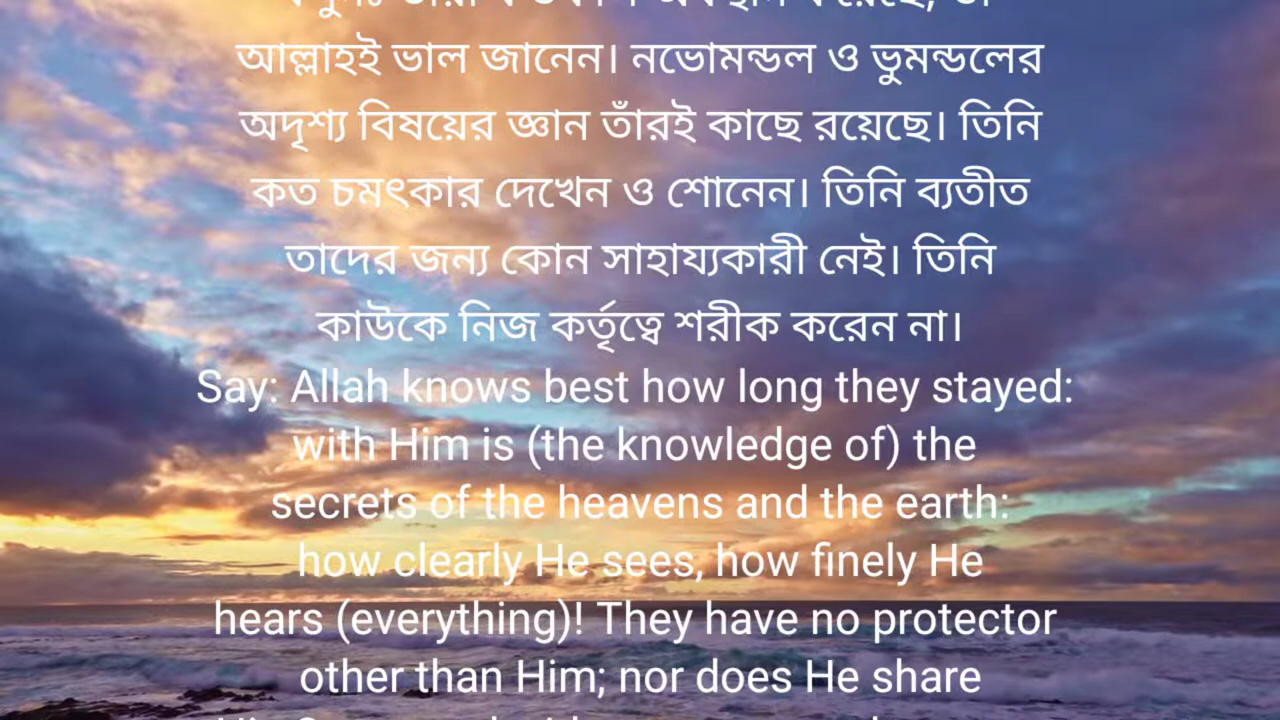 আল্লাহই ভাল জানেন। নভোমন্ডল ও ভুমন্ডলের
অদৃশ্য বিষয়ের জ্ঞান তাঁরই কাছে রয়েছে। তিনি
কত চমৎকার দেখেন ও শোনেন। তিনি ব্যতীত
তাদের জন্য কোন সাহায্যকারী নেই। তিনি
কাউকে নিজ কর্তৃত্বে শরীক করেন না।
Say: Allah knows best how long they stayed:
with Him is (the knowledge of) the
secrets of the heavens and the earth:
how clearly He sees, how finely He
hears (everything)! They have no protector
other than Him; nor does He share